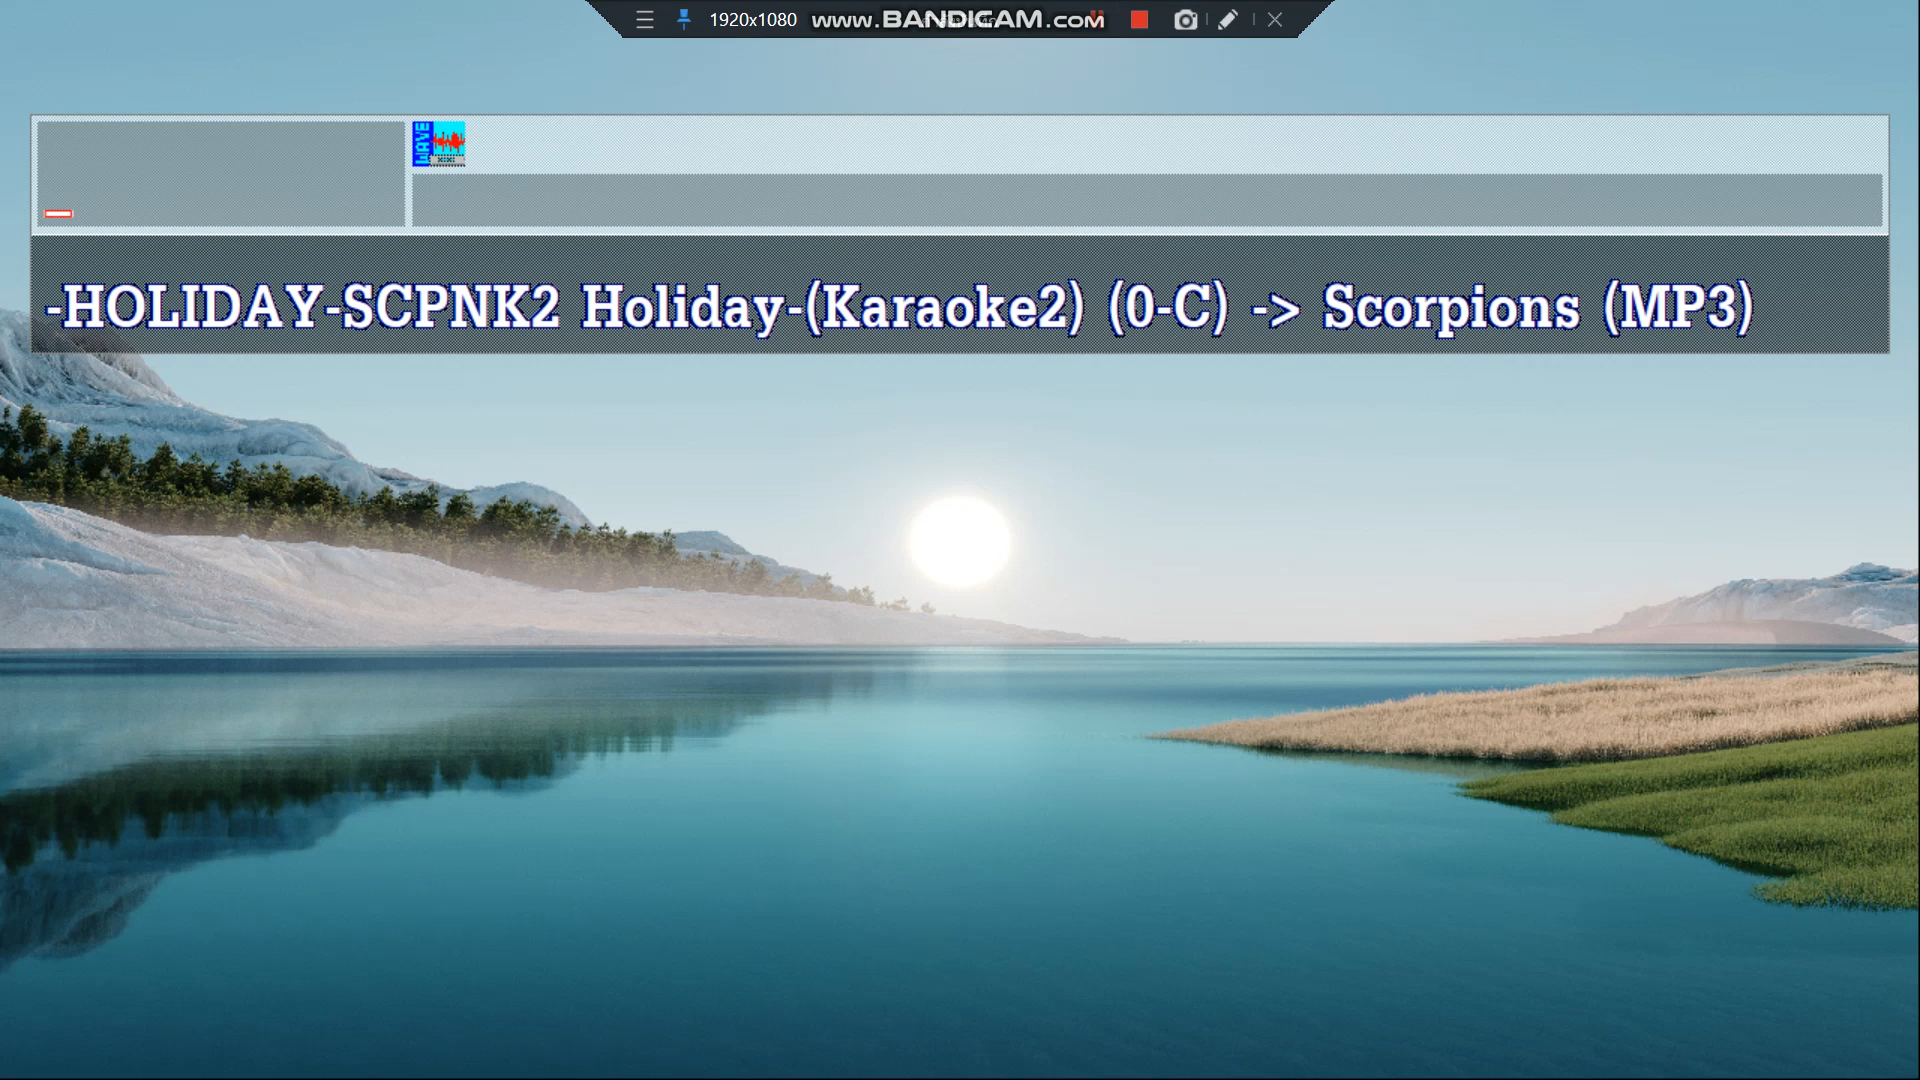 1920x1080 www.BANDICAM.com
WAVE
-HOLIDAY-SCPNK2 Holiday-(Karaoke2) (0-C) -> Scorpions (MP3)